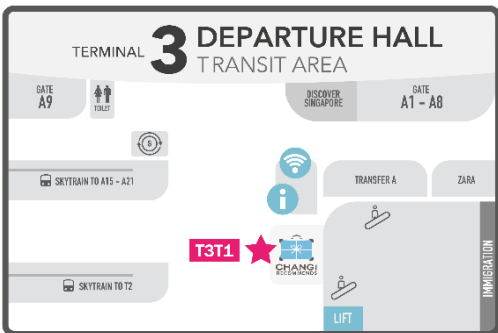 TERMINAL 3 DEPARTURE HALL
TRANSIT AREA
GATE
A9
TOILET
DISCOVER
SINGAPORE
GATE
A1 - A8
S
SKYTRAIN TO A15 - A21
TRANSFER A
ZARA
i
T3T1
CHANGI
RECOMMENDS
IMMIGRATION
SKYTRAIN TO T2
LIFT